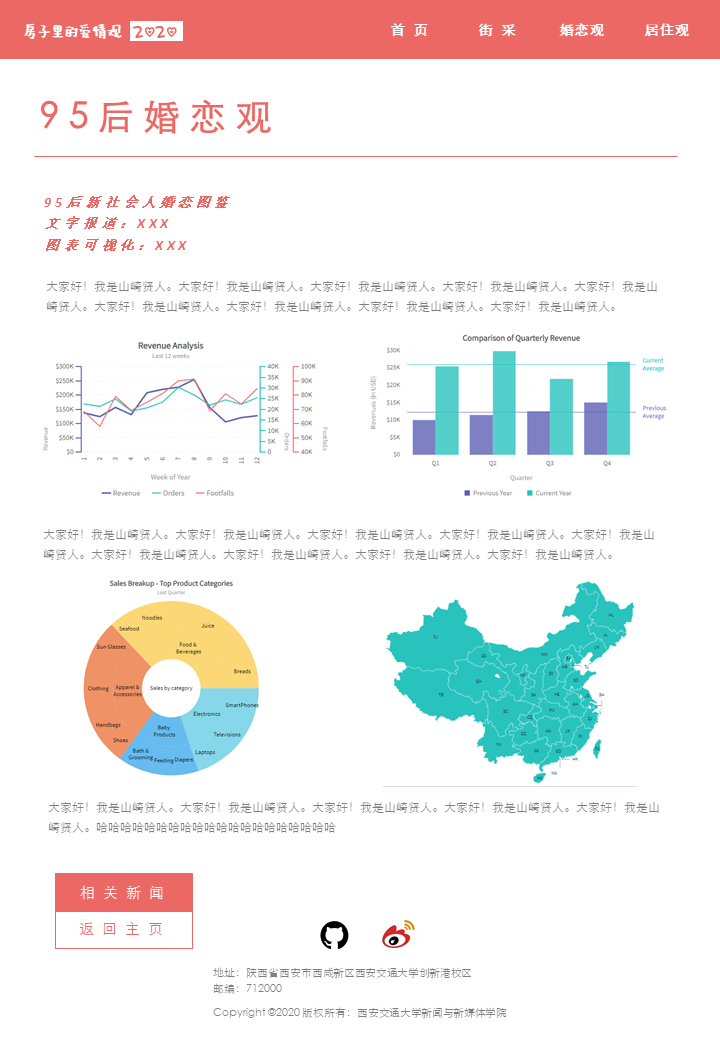 房子里的爱情观 2020 首 页 街 采 婚恋观 居住观
95后婚恋观
95后新社会人婚恋图鉴
文字报道：XXX
图表可视化：XXX
大家好！我是山崎贤人。大家好！我是山崎贤人。大家好！我是山崎贤人。大家好！我是山崎贤人。大家好！我是山
崎贤人。大家好！我是山崎贤人。大家好！我是山崎贤人。大家好！我是山崎贤人。大家好！我是山崎贤人。
Revenue Analysis
Last 12 weeks
$300K
$250K
$200K
$150K
$100K
$50K
$0
Revenue
40K
35K
30K
25K
20K
15K
10K
5K
0
Orders
100K
90K
80K
70K
60K
50K
40K
Footfalls
1 2 3 4 5 6 7 8 9 10 11 12
Week of Year
Revenue Orders Footfalls
Comparison of Quarterly Revenue
$30K
$25K
$20K
$15K
$10K
$5K
$0
Revenues (In USD)
Current
Average
Previous
Average
Q1 Q2 Q3 Q4
Quarter
Previous Year Current Year
大家好！我是山崎贤人。大家好！我是山崎贤人。大家好！我是山崎贤人。大家好！我是山崎贤人。大家好！我是山
崎贤人。大家好！我是山崎贤人。大家好！我是山崎贤人。大家好！我是山崎贤人。大家好！我是山崎贤人。
Sales Breakup - Top Product Categories
Last Quarter
Noodles
Juice
Seafood
Sun Glasses
Food &
Beverages
Breads
Clothing
Apparel &
Accessories
Sales by category
SmartPhones
Electronics
Handbags
Baby
Products
Televisions
Shoes
Bath &
Grooming
Feeding
Diapers
Laptops
大家好！我是山崎贤人。大家好！我是山崎贤人。大家好！我是山崎贤人。大家好！我是山崎贤人。大家好！我是山
崎贤人。哈哈哈哈哈哈哈哈哈哈哈哈哈哈哈哈哈哈哈哈
相关新闻
返回主页
地址：陕西省西安市西咸新区西安交通大学创新港校区
邮编：712000
Copyright ©2020 版权所有：西安交通大学新闻与新媒体学院